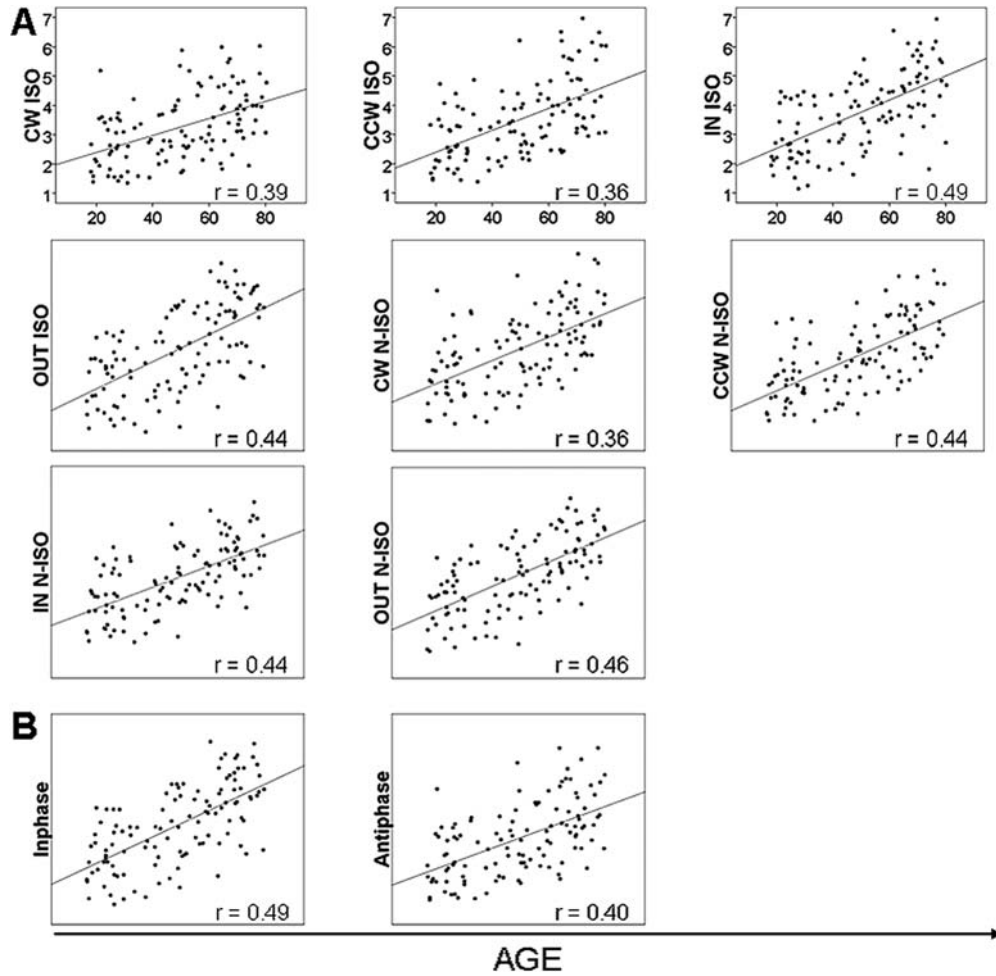 A
CW ISO
7
6
5
4
3
2
1
r = 0.39
20 40 60 80
CCW ISO
7
6
5
4
3
2
1
r = 0.36
20 40 60 80
IN ISO
7
6
5
4
3
2
1
r = 0.49
20 40 60 80
OUT ISO
r = 0.44
CW N-ISO
r = 0.36
CCW N-ISO
r = 0.44
IN N-ISO
r = 0.44
OUT N-ISO
r = 0.46
B
Inphase
r = 0.49
Antiphase
r = 0.40
AGE